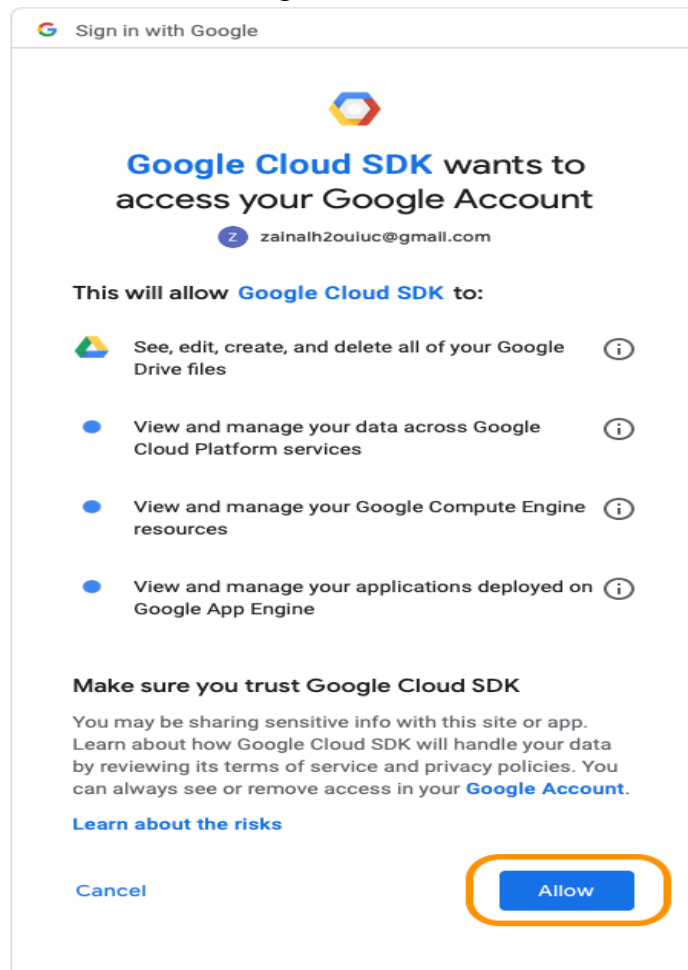 Sign in with Google
Google Cloud SDK wants to
access your Google Account
Z zainalh2ouiuc@gmail.com
This will allow Google Cloud SDK to:
See, edit, create, and delete all of your Google
Drive files
View and manage your data across Google
Cloud Platform services
View and manage your Google Compute Engine
resources
View and manage your applications deployed on
Google App Engine
Make sure you trust Google Cloud SDK
You may be sharing sensitive info with this site or app.
Learn about how Google Cloud SDK will handle your data
by reviewing its terms of service and privacy policies. You
can always see or remove access in your Google Account.
Learn about the risks
Cancel Allow